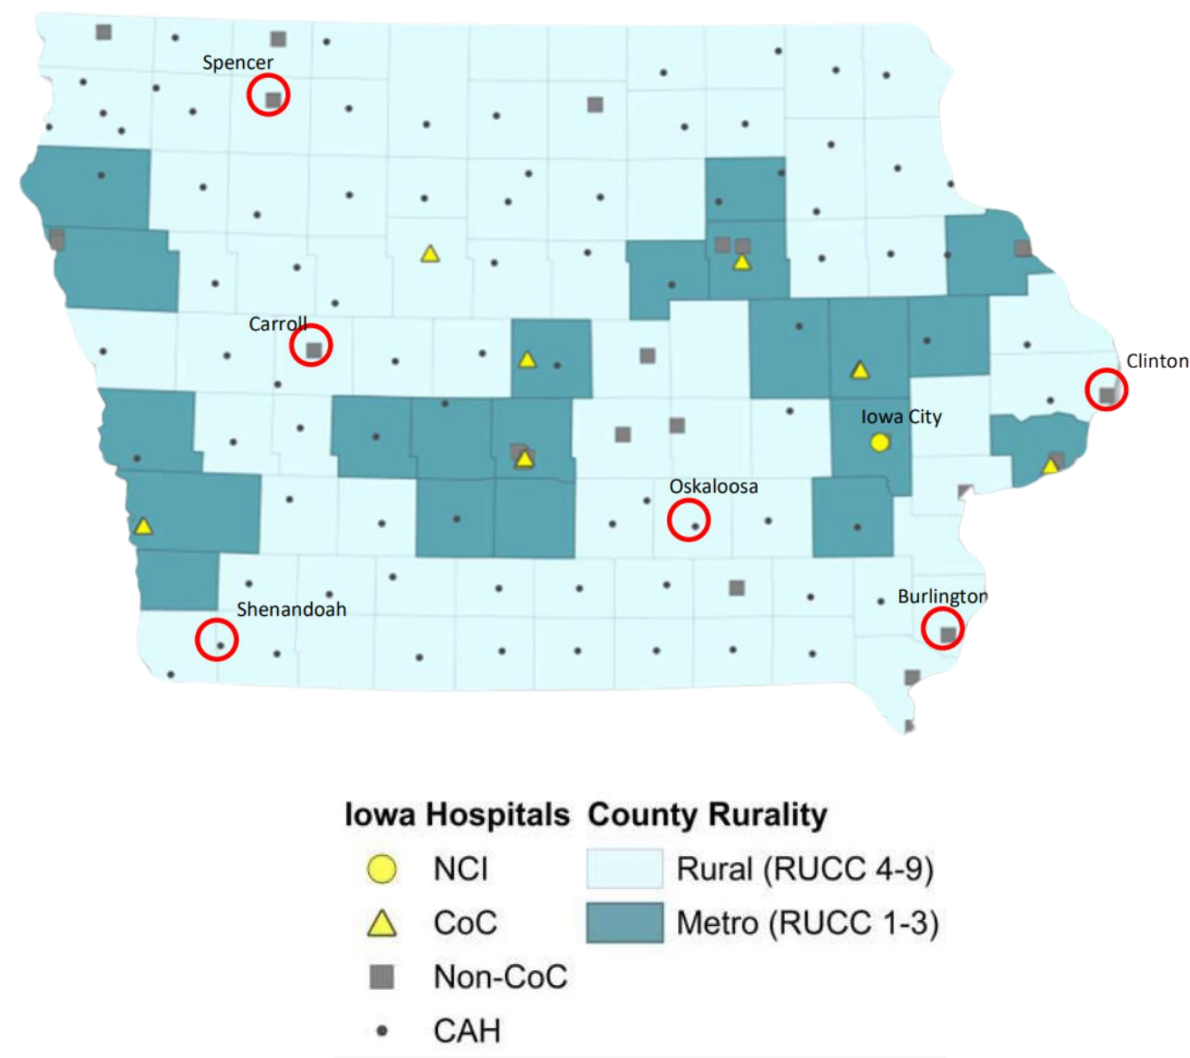 Spencer
Carroll
Clinton
Iowa City
Oskaloosa
Burlington
Shenandoah
Iowa Hospitals County Rurality
NCI Rural (RUCC 4-9)
CoC Metro (RUCC 1-3)
Non-CoC
CAH